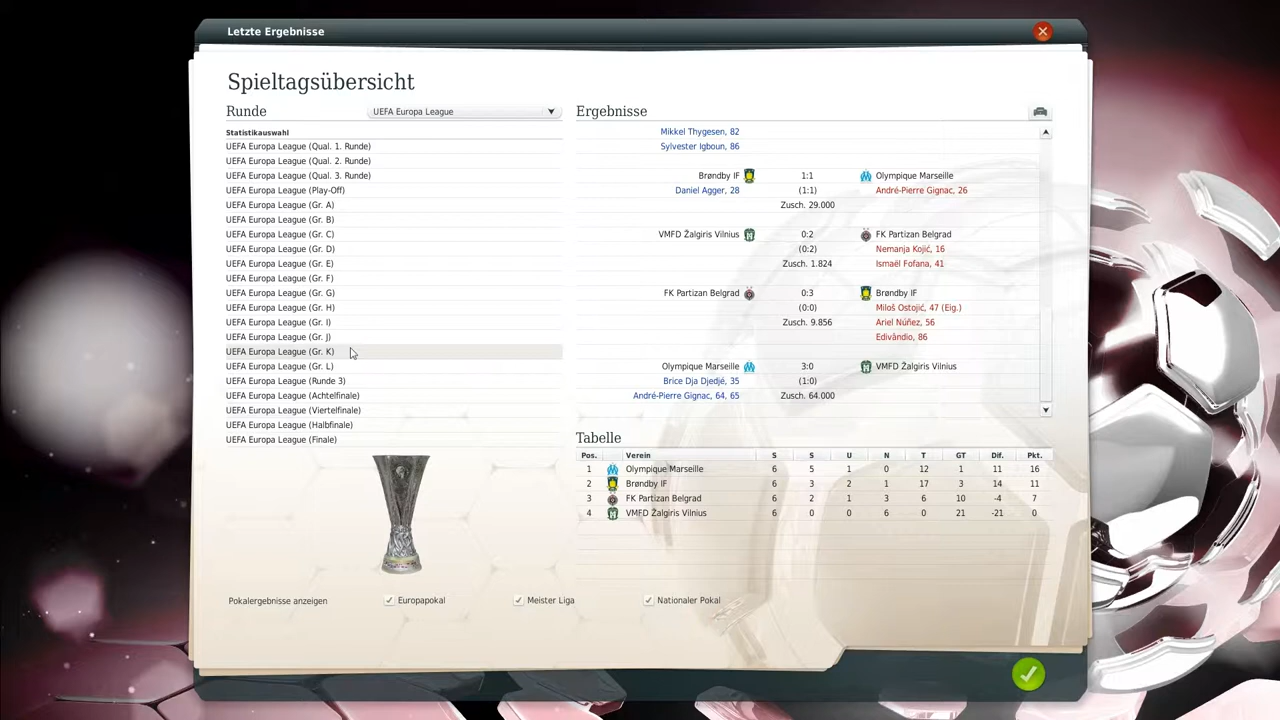 Letzte Ergebnisse
Spieltagsübersicht
Runde
UEFA Europa League
Statistikauswahl
UEFA Europa League (Qual. 1. Runde)
UEFA Europa League (Qual. 2. Runde)
UEFA Europa League (Qual. 3. Runde)
UEFA Europa League (Play-Off)
UEFA Europa League (Gr. A)
UEFA Europa League (Gr. B)
UEFA Europa League (Gr. C)
UEFA Europa League (Gr. D)
UEFA Europa League (Gr. E)
UEFA Europa League (Gr. F)
UEFA Europa League (Gr. G)
UEFA Europa League (Gr. H)
UEFA Europa League (Gr. I)
UEFA Europa League (Gr. J)
UEFA Europa League (Gr. K)
UEFA Europa League (Gr. L)
UEFA Europa League (Runde 3)
UEFA Europa League (Achtelfinale)
UEFA Europa League (Viertelfinale)
UEFA Europa League (Halbfinale)
UEFA Europa League (Finale)
Ergebnisse
Mikkel Thygesen, 82
Sylvester Igboun, 86
Brøndby IF 1:1 Olympique Marseille
Daniel Agger, 28 (1:1) André-Pierre Gignac, 26
Zusch. 29.000
VMFD Žalgiris Vilnius 0:2 FK Partizan Belgrad
(0:2) Nemanja Kojić, 16
Zusch. 1.824 Ismaël Fofana, 41
FK Partizan Belgrad 0:3 Brøndby IF
(0:0) Miloš Ostojić, 47 (Eig.)
Zusch. 9.856 Ariel Núñez, 56
Edivândio, 86
Olympique Marseille 3:0 VMFD Žalgiris Vilnius
Brice Dja Djedjé, 35 (1:0)
André-Pierre Gignac, 64, 65 Zusch. 64.000
Tabelle
Pos. Verein S S U N T GT Dif. Pkt.
1 Olympique Marseille 6 5 1 0 12 1 11 16
2 Brøndby IF 6 3 2 1 17 3 14 11
3 FK Partizan Belgrad 6 2 1 3 6 10 -4 7
4 VMFD Žalgiris Vilnius 6 0 0 6 0 21 -21 0
Pokalergebnisse anzeigen Europapokal Meister Liga Nationaler Pokal